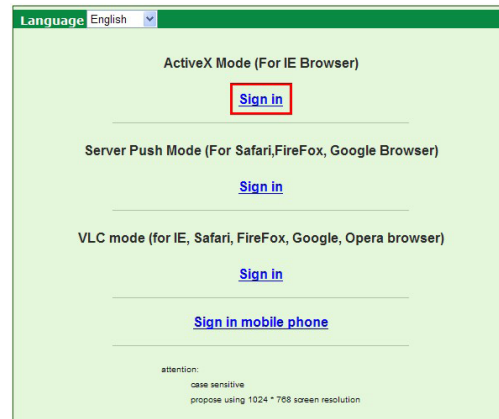 Language English
ActiveX Mode (For IE Browser)
Sign in
Server Push Mode (For Safari,FireFox, Google Browser)
Sign in
VLC mode (for IE, Safari, FireFox, Google, Opera browser)
Sign in
Sign in mobile phone
attention:
case sensitive
propose using 1024 * 768 screen resolution